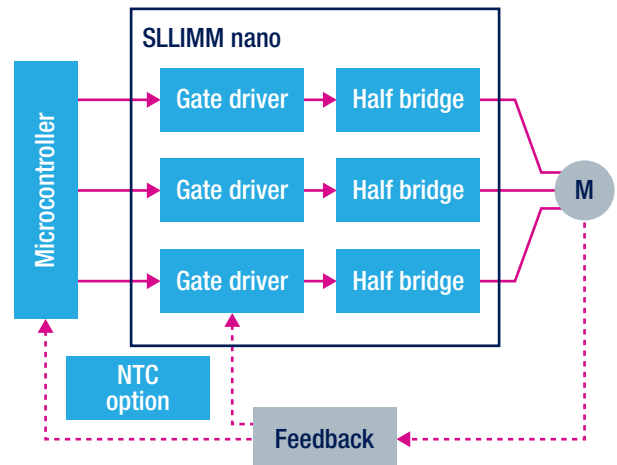 SLLIMM nano
Microcontroller
Gate driver
Half bridge
Gate driver
Half bridge
M
Gate driver
Half bridge
NTC
option
Feedback